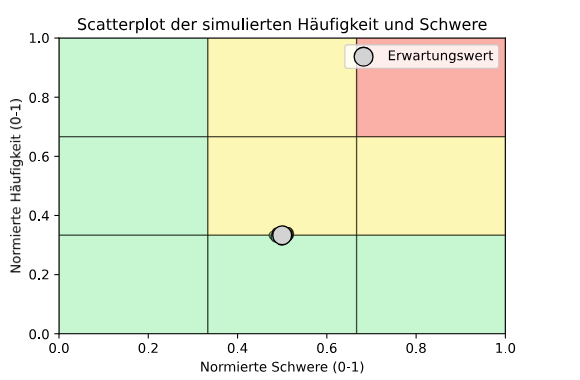 Scatterplot der simulierten Häufigkeit und Schwere
Erwartungswert
Normierte Häufigkeit (0-1)
1.0
0.8
0.6
0.4
0.2
0.0
0.0 0.2 0.4 0.6 0.8 1.0
Normierte Schwere (0-1)